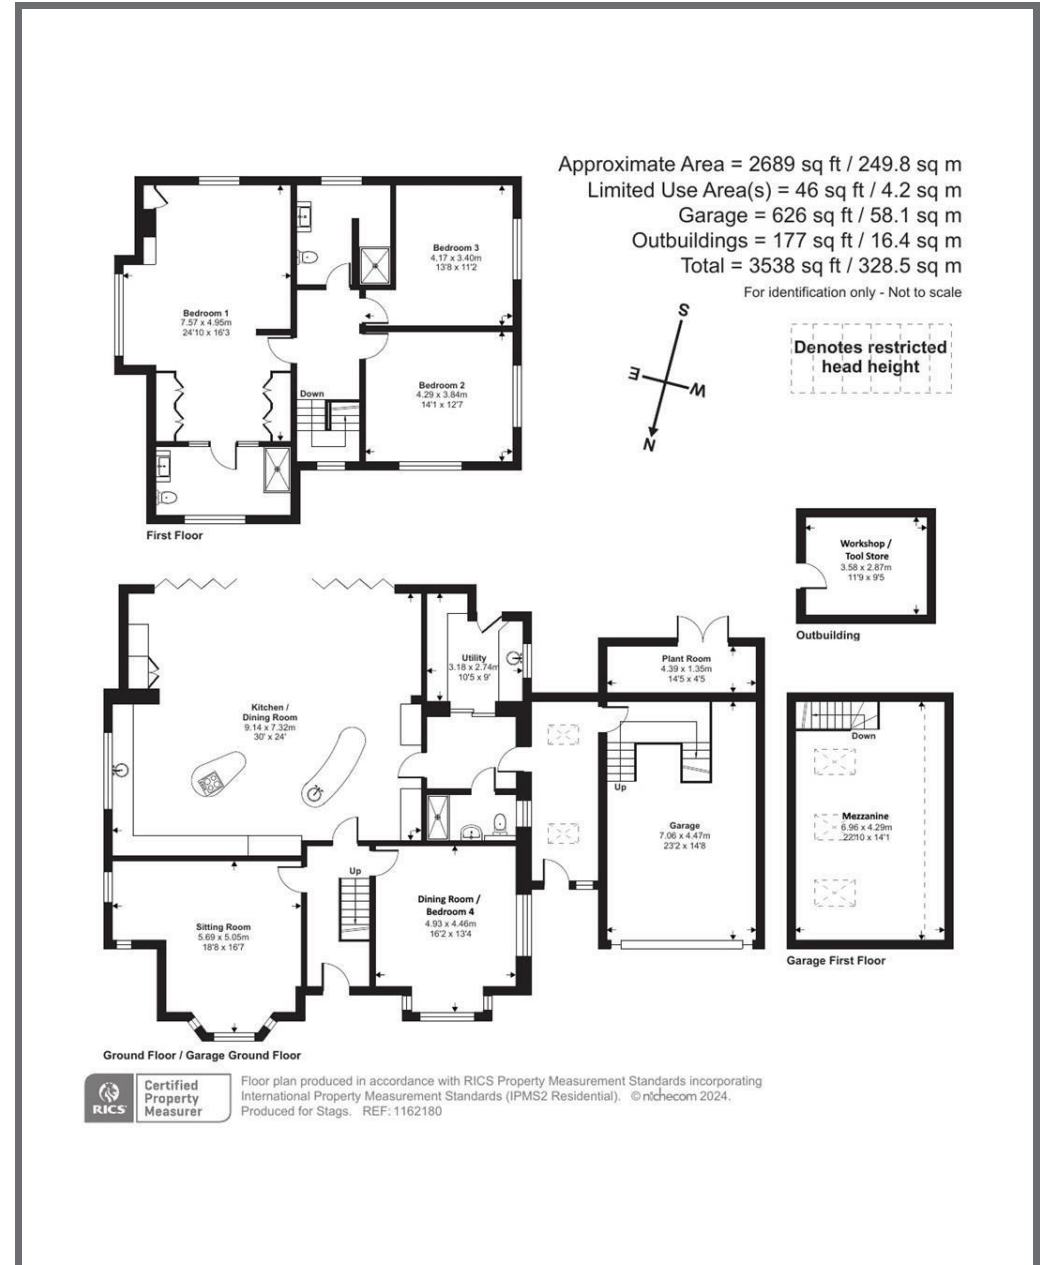 Approximate Area = 2689 sq ft / 249.8 sq m
Limited Use Area(s) = 46 sq ft / 4.2 sq m
Garage = 626 sq ft / 58.1 sq m
Outbuildings = 177 sq ft / 16.4 sq m
Total = 3538 sq ft / 328.5 sq m
For identification only - Not to scale
S
E
W
N
Denotes restricted
head height
Bedroom 3
4.17 x 3.40m
13'8 x 11'2
Bedroom 1
7.57 x 4.95m
24'10 x 16'3
Bedroom 2
4.29 x 3.84m
14'1 x 12'7
Down
First Floor
Workshop /
Tool Store
3.58 x 2.87m
11'9 x 9'5
Outbuilding
Utility
3.18 x 2.74m
10'5 x 9'
Plant Room
4.39 x 1.35m
14'5 x 4'5
Kitchen /
Dining Room
9.14 x 7.32m
30' x 24'
Down
Up
Mezzanine
6.96 x 4.29m
22'10 x 14'1
Garage
7.06 x 4.47m
23'2 x 14'8
Up
Dining Room /
Bedroom 4
4.93 x 4.46m
16'2 x 13'4
Sitting Room
5.69 x 5.05m
18'8 x 16'7
Garage First Floor
Ground Floor / Garage Ground Floor
RICS
Certified
Property
Measurer
Floor plan produced in accordance with RICS Property Measurement Standards incorporating
International Property Measurement Standards (IPMS2 Residential). © nichecom 2024.
Produced for Stags. REF: 1162180